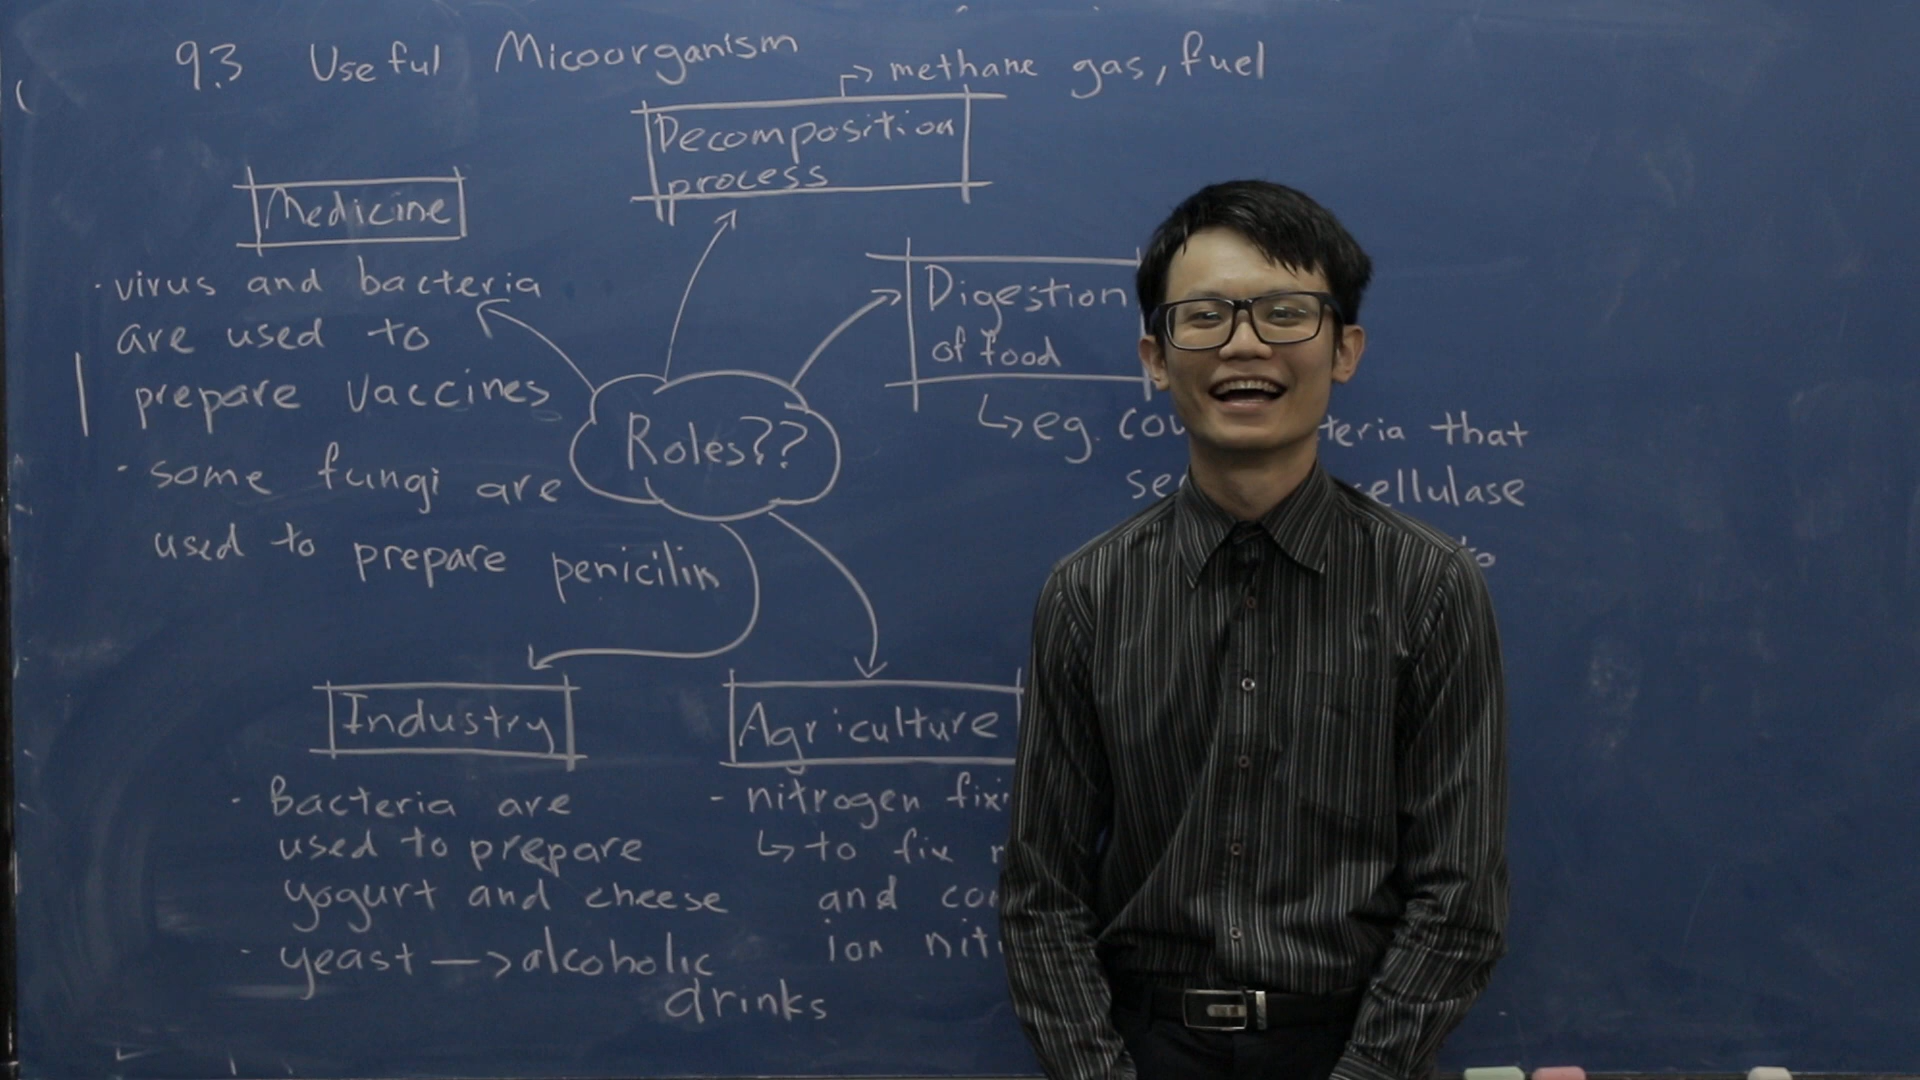 9.3 Useful Micoorganism
methane gas, fuel
Decomposition
process
Medicine
· virus and bacteria
are used to
prepare vaccines
· some fungi are
used to prepare penicilin
Digestion
of food
eg. teria that
cellulase
to
Roles??
Industry
· Bacteria are
used to prepare
yogurt and cheese
· yeast → alcoholic
drinks
Agriculture
- nitrogen
to fix
and
ion